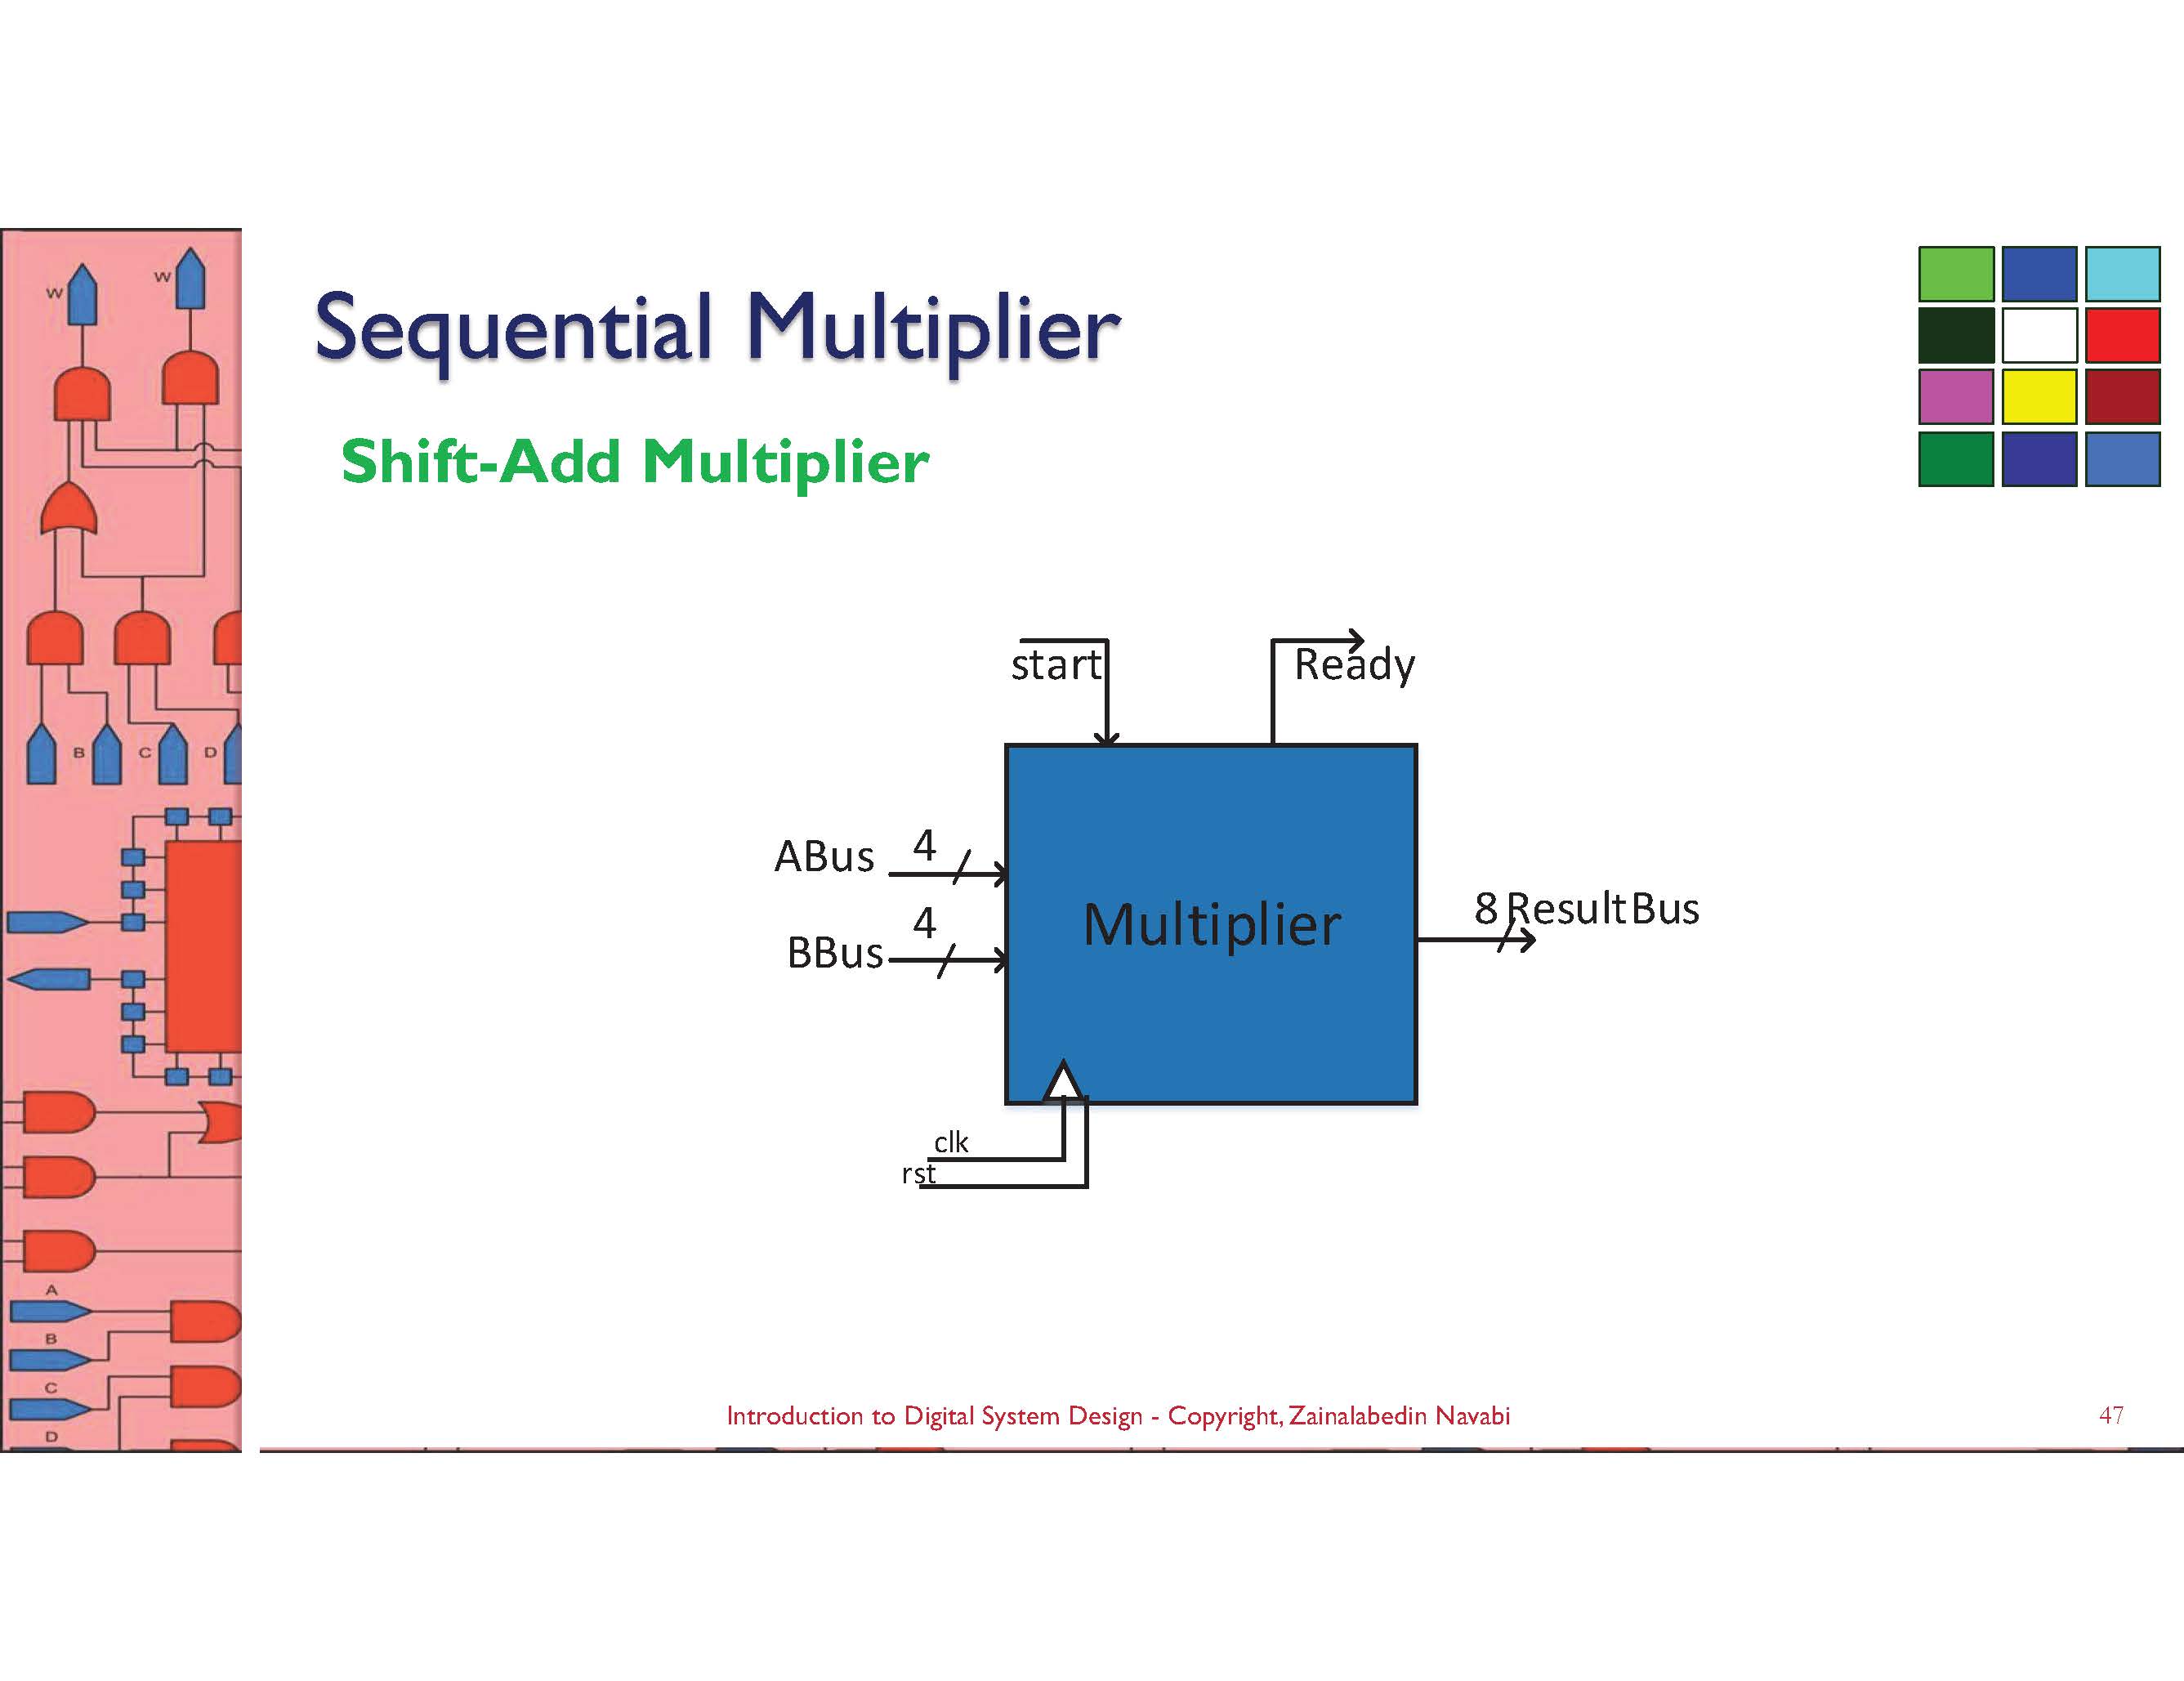 W
W
Sequential Multiplier
Shift-Add Multiplier
start
Ready
B
C
D
ABus
4
BBus
4
Multiplier
8
ResultBus
clk
rst
A
B
C
D
Introduction to Digital System Design - Copyright, Zainalabedin Navabi
47